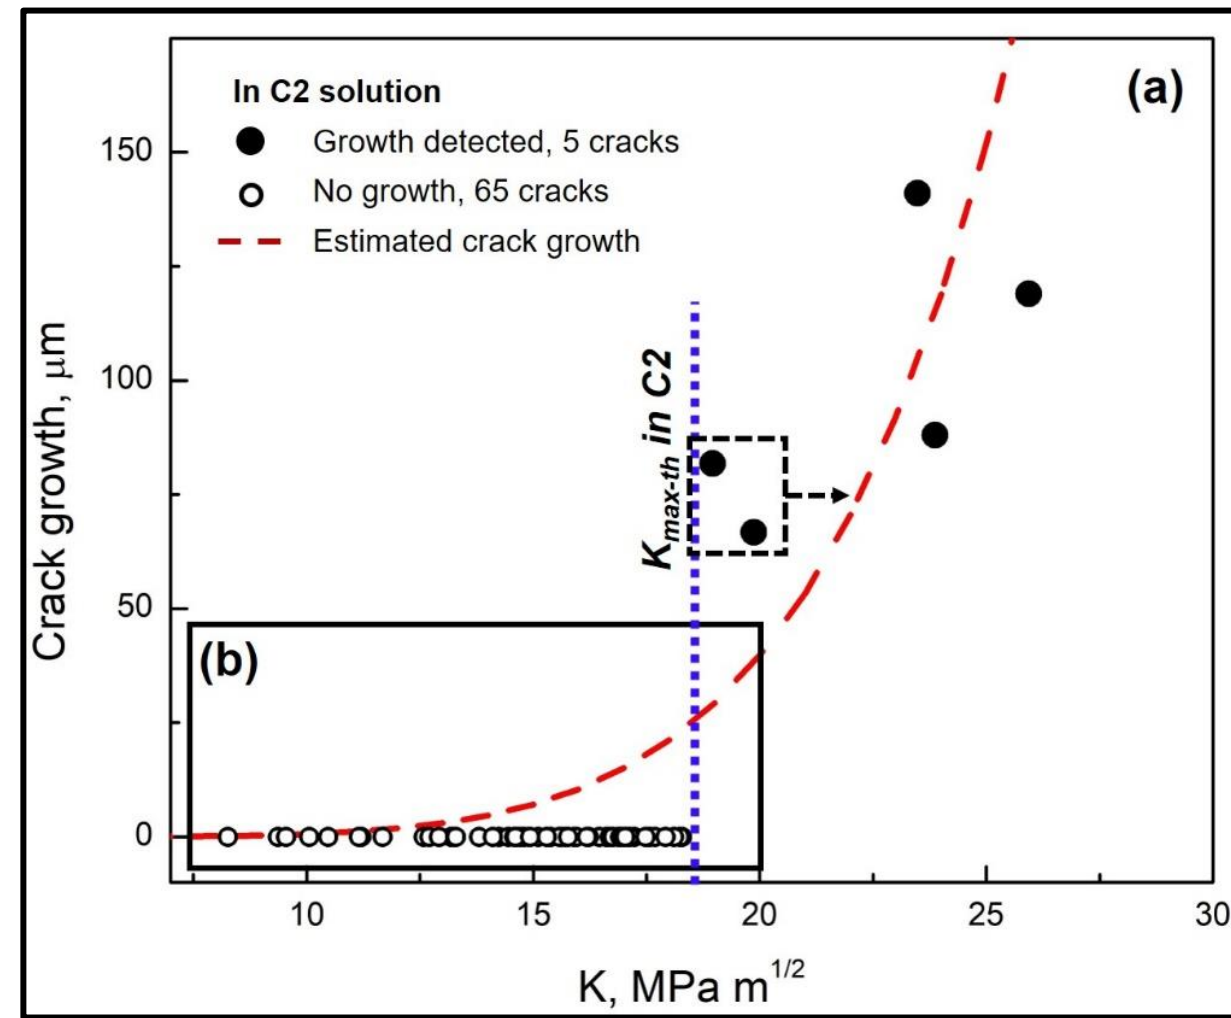 In C2 solution
Growth detected, 5 cracks
No growth, 65 cracks
Estimated crack growth
(a)
150
100
50
0
Crack growth, μm
K_max-th in C2
(b)
10
15
20
25
30
K, MPa m^1/2